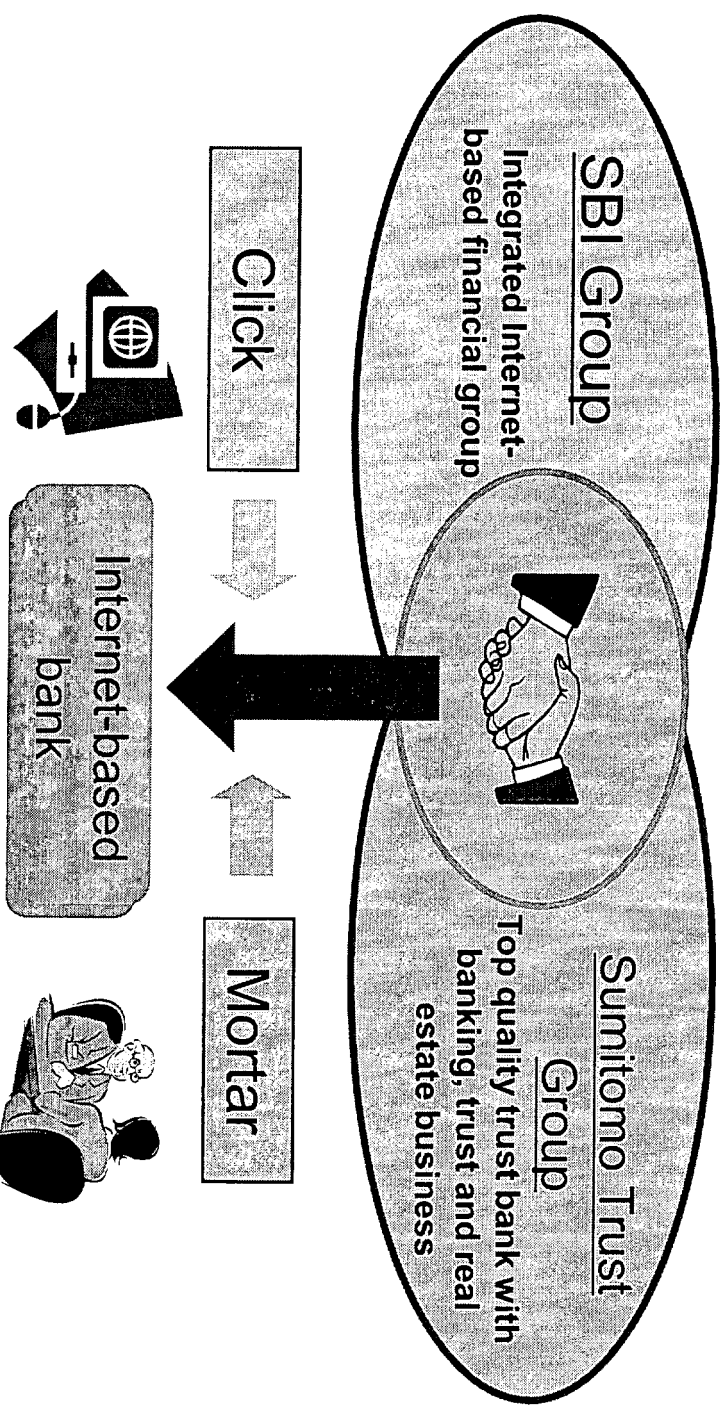 SBI Group
Integrated Internet-
based financial group
Sumitomo Trust
Group
Top quality trust bank with
banking, trust and real
estate business
Click
Mortar
Internet-based
bank